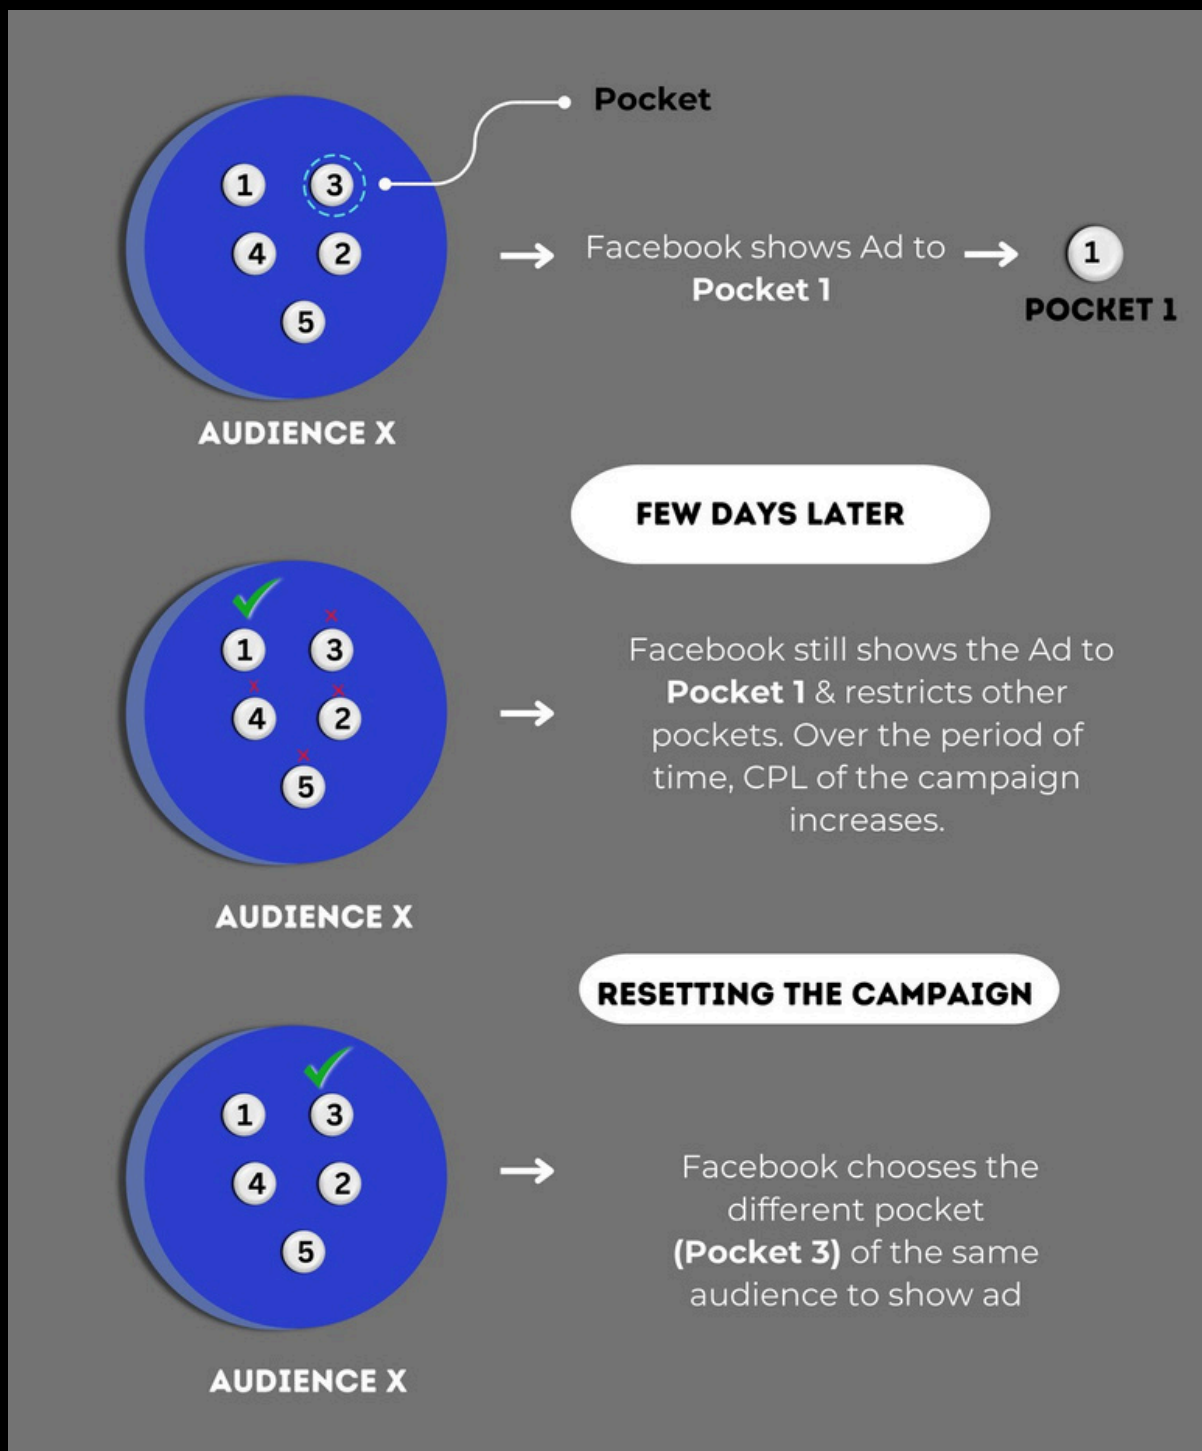 Pocket
1 3
4 2
5
AUDIENCE X
Facebook shows Ad to
Pocket 1
1
POCKET 1
FEW DAYS LATER
1 3
4 2
5
AUDIENCE X
Facebook still shows the Ad to
Pocket 1 & restricts other
pockets. Over the period of
time, CPL of the campaign
increases.
RESETTING THE CAMPAIGN
1 3
4 2
5
AUDIENCE X
Facebook chooses the
different pocket
(Pocket 3) of the same
audience to show ad